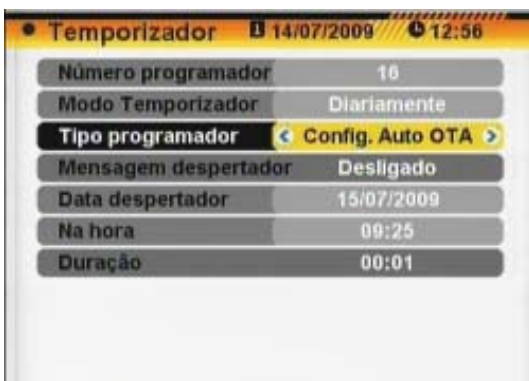 Temporizador 14/07/2009 12:56
Número programador 16
Modo Temporizador Diariamente
Tipo programador Config. Auto OTA
Mensagem despertador Desligado
Data despertador 15/07/2009
Na hora 09:25
Duração 00:01